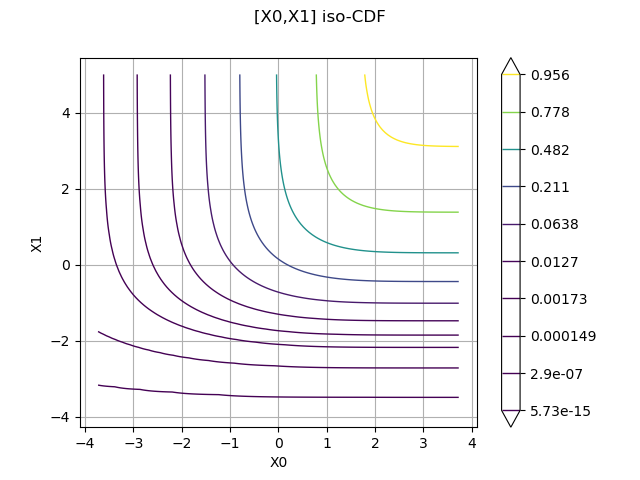 [X0,X1] iso-CDF
X1
4
2
0
−2
−4
−4 −3 −2 −1 0 1 2 3 4
X0
0.956
0.778
0.482
0.211
0.0638
0.0127
0.00173
0.000149
2.9e-07
5.73e-15